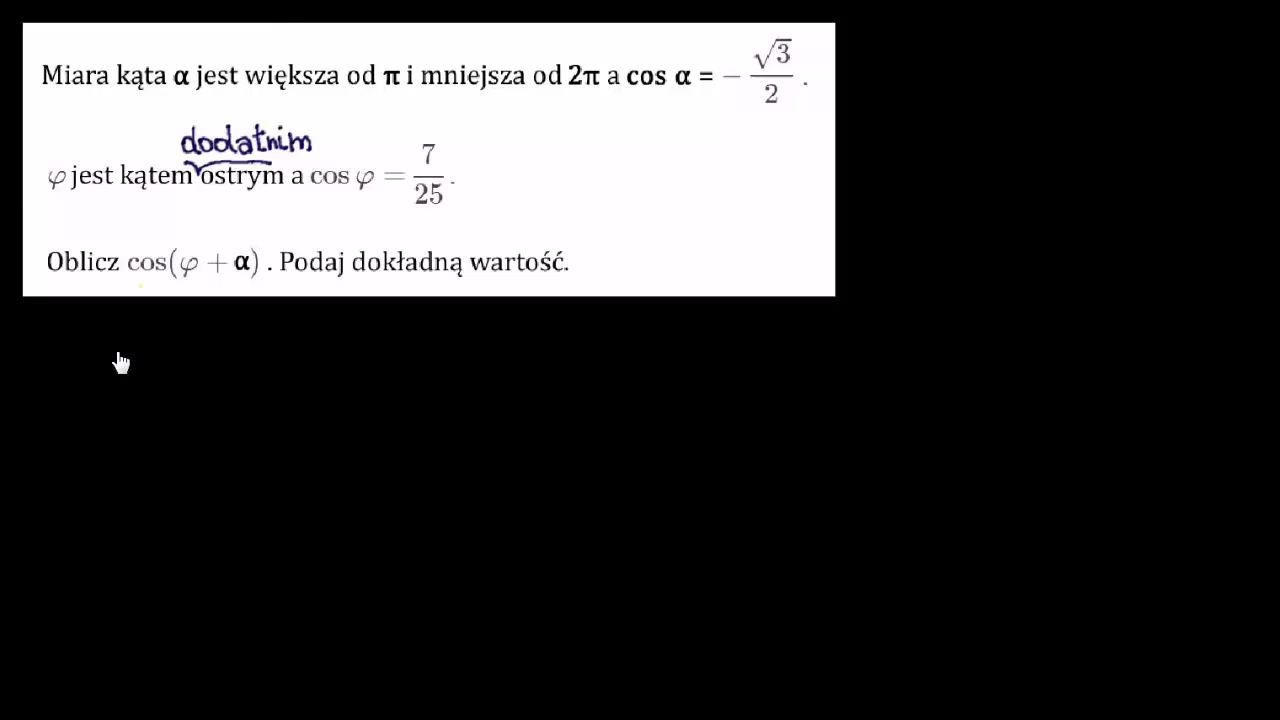 Miara kąta α jest większa od π i mniejsza od 2π a cos α = − √3/2 .
dodatnim
φ jest kątem ostrym a cos φ = 7/25 .
Oblicz cos(φ + α) . Podaj dokładną wartość.